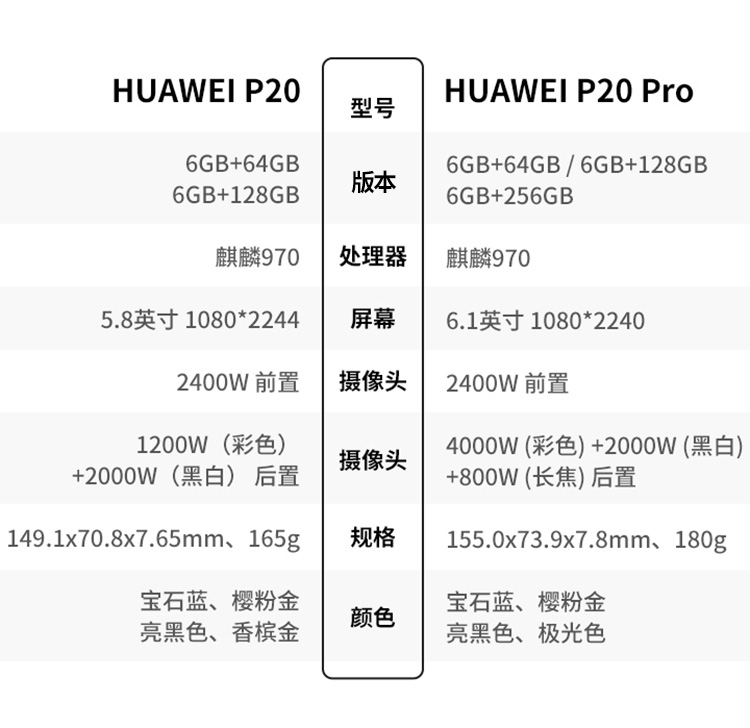 HUAWEI P20 型号 HUAWEI P20 Pro
6GB+64GB 6GB+64GB / 6GB+128GB
版本
6GB+128GB 6GB+256GB
麒麟970 处理器 麒麟970
5.8英寸 1080*2244 屏幕 6.1英寸 1080*2240
2400W 前置 摄像头 2400W 前置
1200W（彩色） 4000W (彩色) +2000W (黑白)
摄像头
+2000W（黑白） 后置 +800W (长焦) 后置
149.1x70.8x7.65mm、165g 规格 155.0x73.9x7.8mm、180g
宝石蓝、樱粉金 宝石蓝、樱粉金
颜色
亮黑色、香槟金 亮黑色、极光色